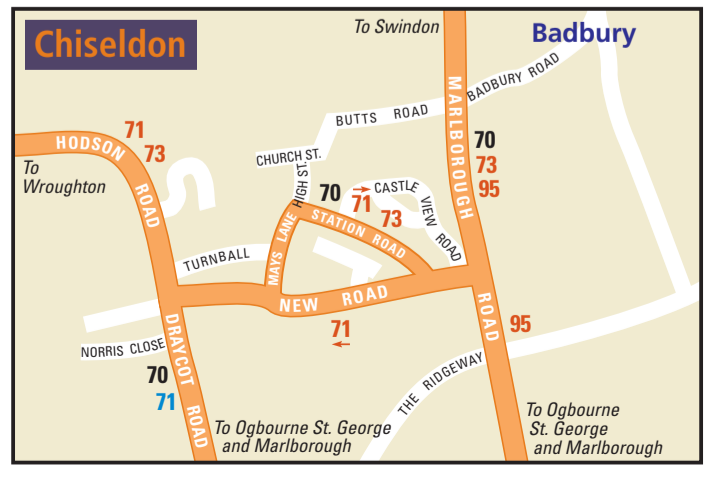 Chiseldon
To Swindon
Badbury
BADBURY ROAD
BUTTS ROAD
MARLBOROUGH
71
73
HODSON
ROAD
To
Wroughton
CHURCH ST.
HIGH ST.
70
71
73
CASTLE
VIEW ROAD
70
73
95
MAYS LANE
STATION ROAD
TURNBALL
NEW ROAD
71
ROAD
95
DRAYCOT
ROAD
NORRIS CLOSE
70
71
THE RIDGEWAY
To Ogbourne St. George
and Marlborough
To Ogbourne
St. George
and Marlborough